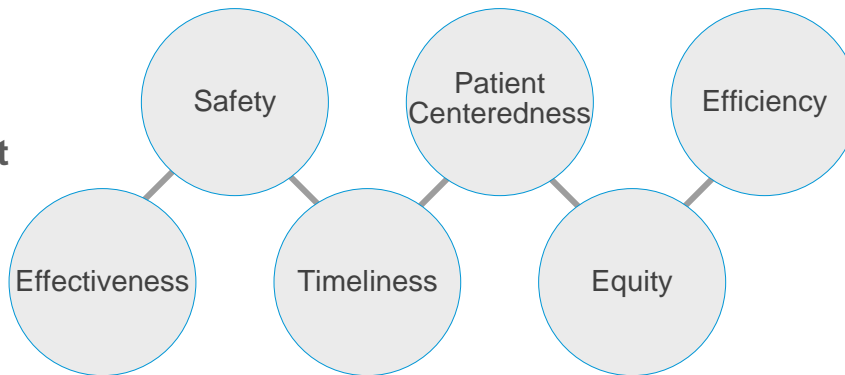 Safety
Patient
Centeredness
Efficiency
t
Effectiveness
Timeliness
Equity